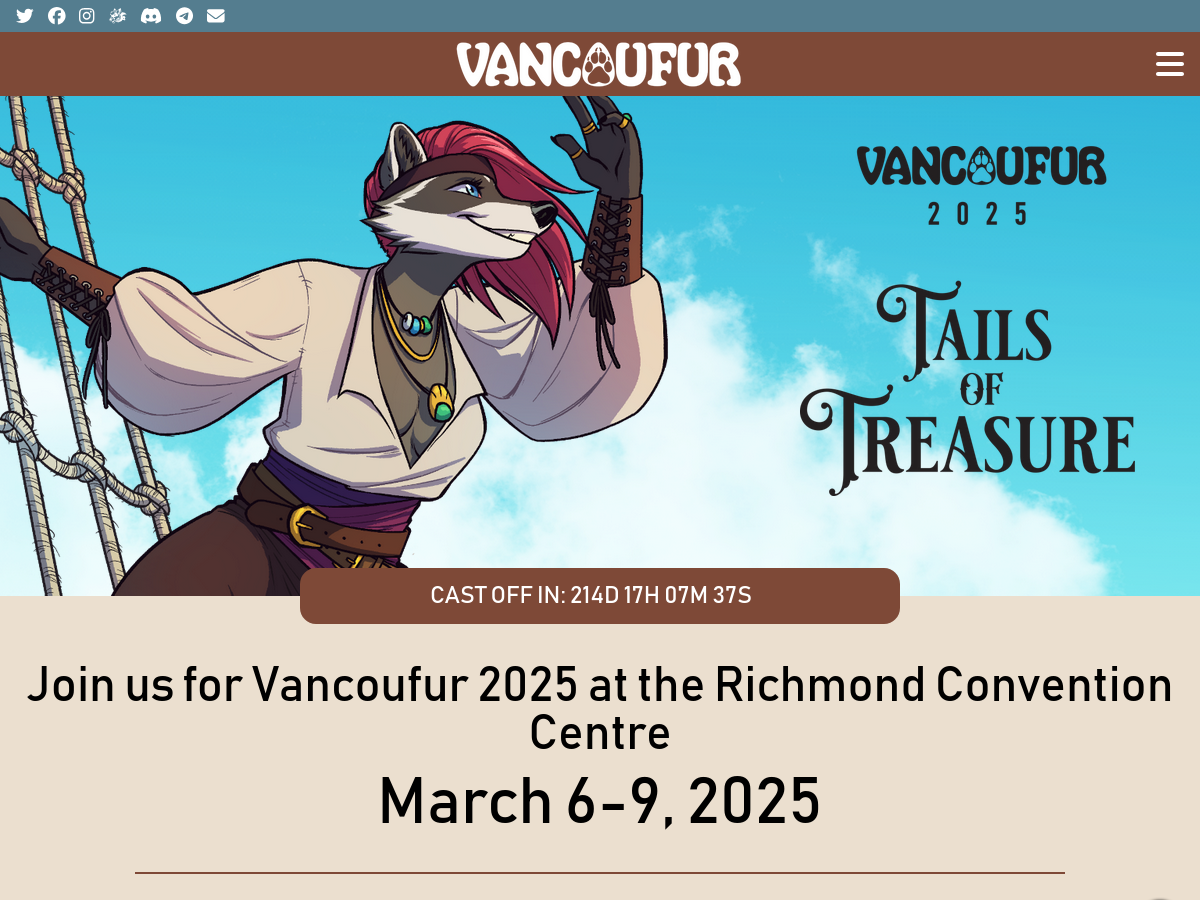 VANCOUFUR
VANCOUFUR
2025
TAILS
OF
TREASURE
CAST OFF IN: 214D 17H 07M 37S
Join us for Vancoufur 2025 at the Richmond Convention
Centre
March 6-9, 2025